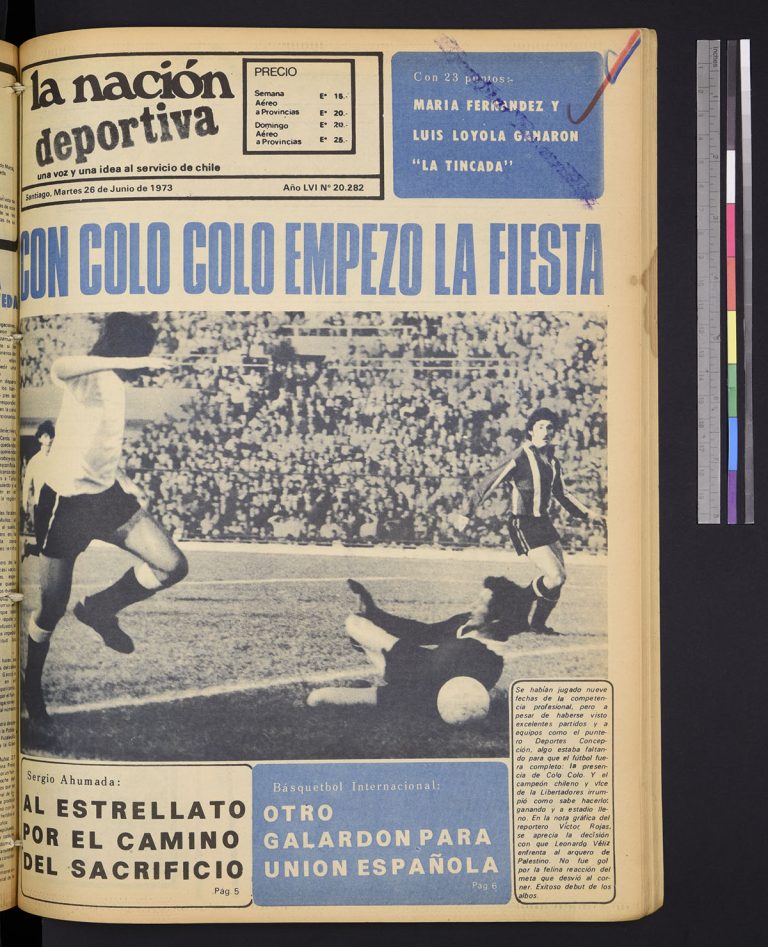 la nación
deportiva
una voz y una idea al servicio de chile
PRECIO
Semana E° 15.-
Aéreo
a Provincias E° 20.-
Domingo E° 20.-
Aéreo
a Provincias E° 25.-
Santiago, Martes 26 de Junio de 1973 Año LVI N° 20.282
Con 23 puntos:-
MARIA FERNANDEZ Y
LUIS LOYOLA GANARON
"LA TINCADA"
CON COLO COLO EMPEZO LA FIESTA
Se habían jugado nueve
fechas de la competen-
cia profesional, pero a
pesar de haberse visto
excelentes partidos y a
equipos como el punte-
ro Deportes Concep-
ción, algo estaba faltan-
do para que el fútbol fue-
ra completo: la presen-
cia de Colo Colo. Y el
campeón chileno y vice
de la Libertadores irrum-
pió como sabe hacerlo:
ganando y a estadio lle-
no. En la nota gráfica del
reportero Víctor Rojas,
se aprecia la decisión
con que Leonardo Véliz
enfrenta al arquero de
Palestino. No fue gol
por la felina reacción del
meta que desvió al cor-
ner. Exitoso debut de los
albos.
Sergio Ahumada:
AL ESTRELLATO
POR EL CAMINO
DEL SACRIFICIO
Pág 5
Básquetbol Internacional:
OTRO
GALARDON PARA
UNION ESPAÑOLA
Pág 6